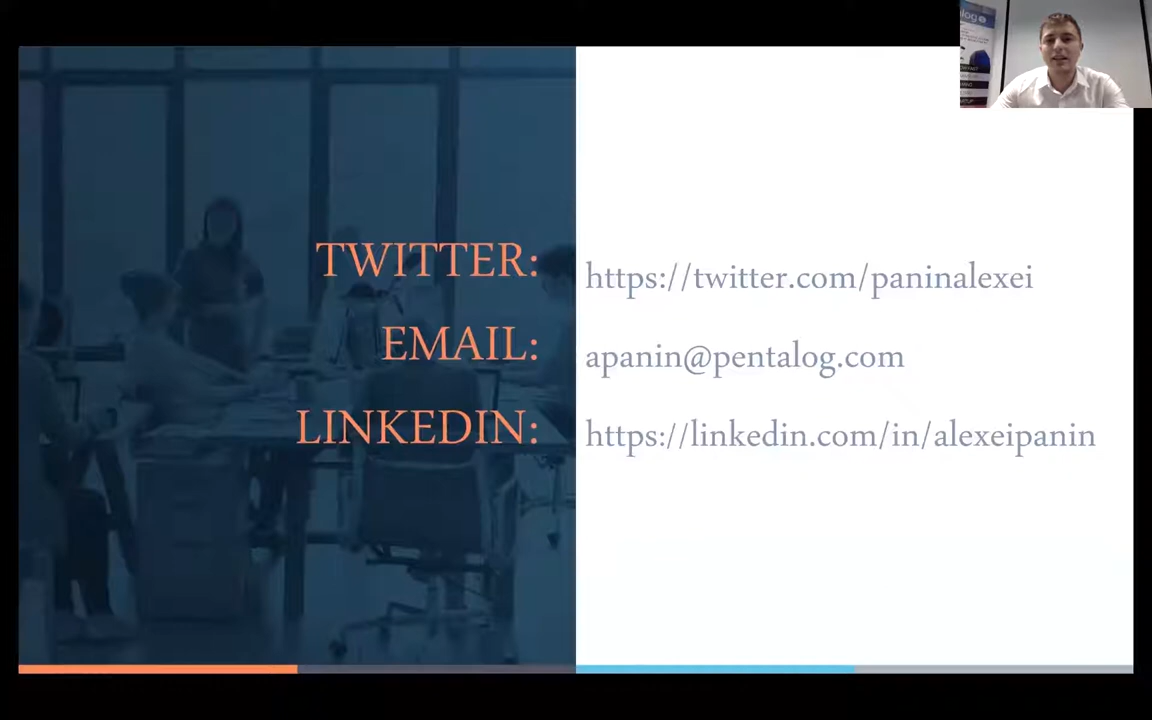 TWITTER: https://twitter.com/paninalexei
EMAIL: apanin@pentalog.com
LINKEDIN: https://linkedin.com/in/alexeipanin